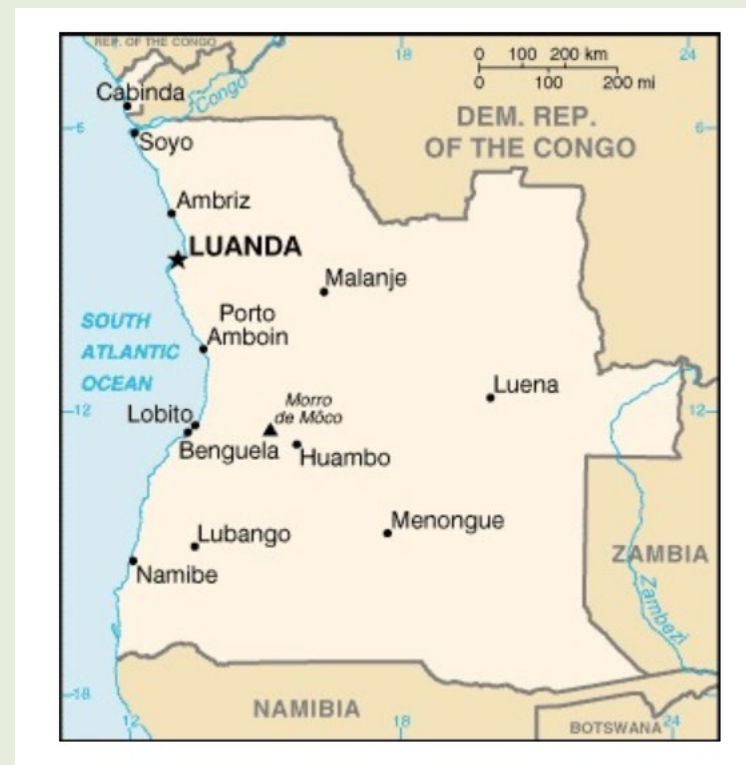 REP. OF THE CONGO
18
0 100 200 km
0 100 200 mi
24
Cabinda
Congo
DEM. REP.
OF THE CONGO
6
6
Soyo
Ambriz
LUANDA
Malanje
Porto
Amboin
SOUTH
ATLANTIC
OCEAN
Luena
Morro
de Môco
12
12
Lobito
Benguela
Huambo
Menongue
Lubango
ZAMBIA
Namibe
Zambezi
18
NAMIBIA
12
18
BOTSWANA
24